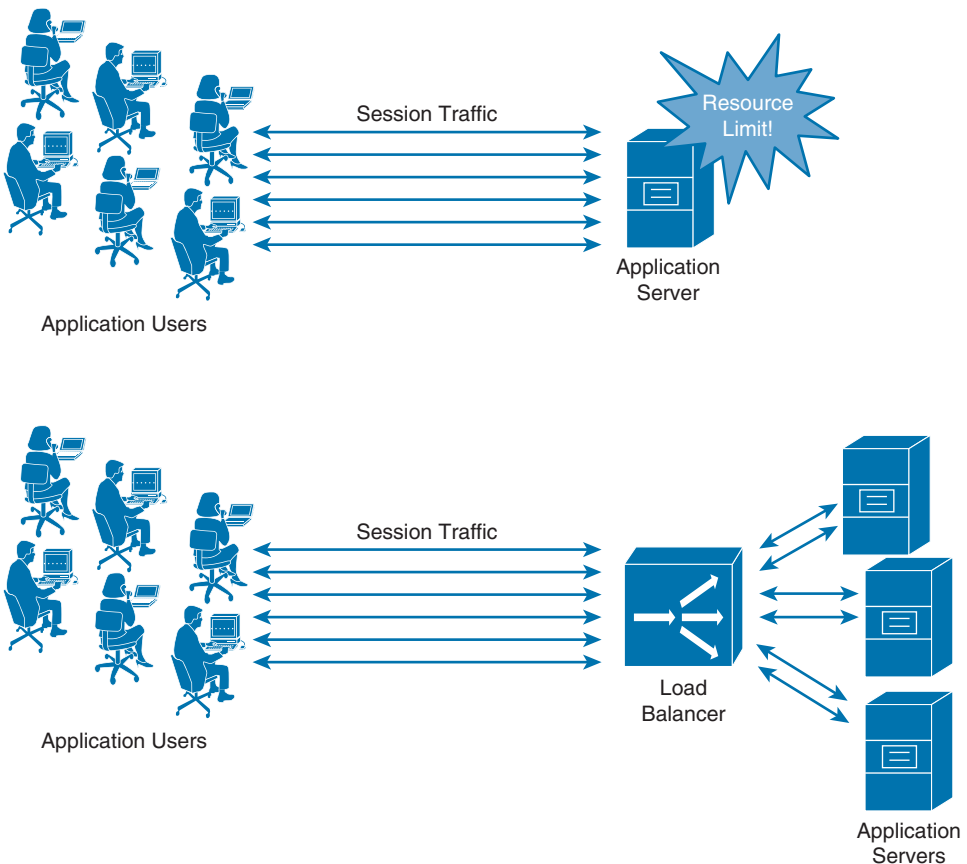 Session Traffic
Resource
Limit!
Application
Server
Application Users
Session Traffic
Load
Balancer
Application Users
Application
Servers